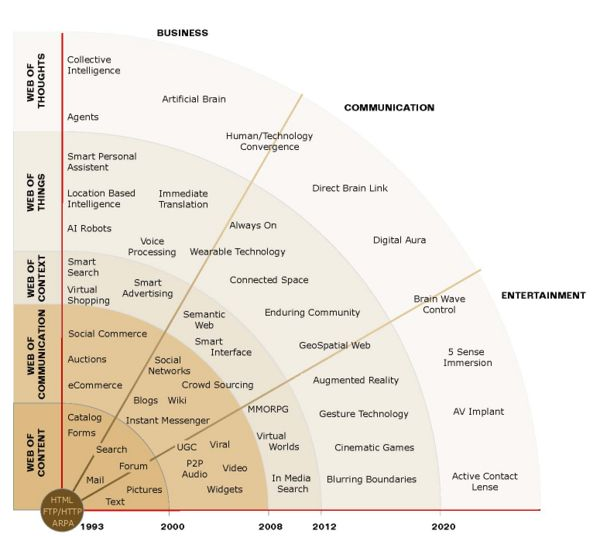 BUSINESS
COMMUNICATION
ENTERTAINMENT
WEB OF
THOUGHTS
Collective
Intelligence
Artificial Brain
Agents
Human/Technology
Convergence
Direct Brain Link
Digital Aura
Brain Wave
Control
5 Sense
Immersion
AV Implant
Active Contact
Lense
WEB OF
THINGS
Smart Personal
Assistent
Location Based
Intelligence
Immediate
Translation
AI Robots
Voice
Processing
Always On
Wearable Technology
Connected Space
Enduring Community
GeoSpatial Web
Augmented Reality
Gesture Technology
Cinematic Games
Blurring Boundaries
WEB OF
CONTEXT
Smart
Search
Virtual
Shopping
Smart
Advertising
Semantic
Web
Smart
Interface
MMORPG
Virtual
Worlds
In Media
Search
WEB OF
COMMUNICATION
Social Commerce
Auctions
eCommerce
Social
Networks
Crowd Sourcing
Blogs
Wiki
Instant Messenger
UGC
Viral
P2P
Audio
Video
Widgets
WEB OF
CONTENT
Catalog
Forms
Search
Forum
Mail
Pictures
Text
HTML
FTP/HTTP
ARPA
1993
2000
2008
2012
2020